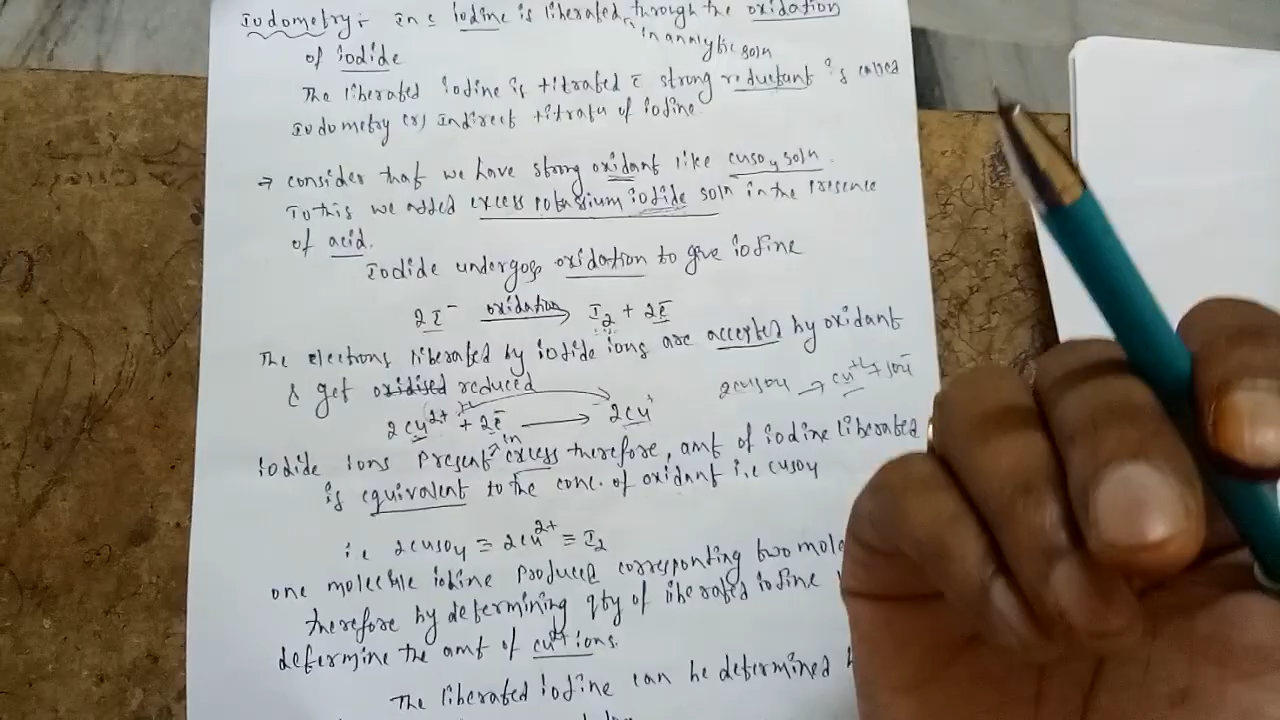 Iodometry :- In c iodine is liberated through the oxidation
in analytic soln
of iodide
The liberated iodine is titrated c̄ strong reductant is called
Iodometry (or) Indirect titratn of iodine.
→ consider that we have strong oxidant like cuso4 soln.
To this we added excess potassium iodide soln in the presence
of acid.
Iodide undergoes oxidation to give iodine
2I⁻ oxidation → I2 + 2ē
The electrons liberated by iodide ions are accepted by oxidant
& get oxidised reduced
2cuso4 → cu+2 + so4⁻
2cu2+ + 2ē → 2cu+
iodide ions present in excess therefore, amt of iodine liberated
is equivalent to the conc. of oxidant i.e cuso4
i.e 2cuso4 ≡ 2cu2+ ≡ I2
one molecule iodine produced corresponding two mole
therefore by determining qty of liberated iodine
determine the amt of cu2+ ions.
The liberated iodine can be determined